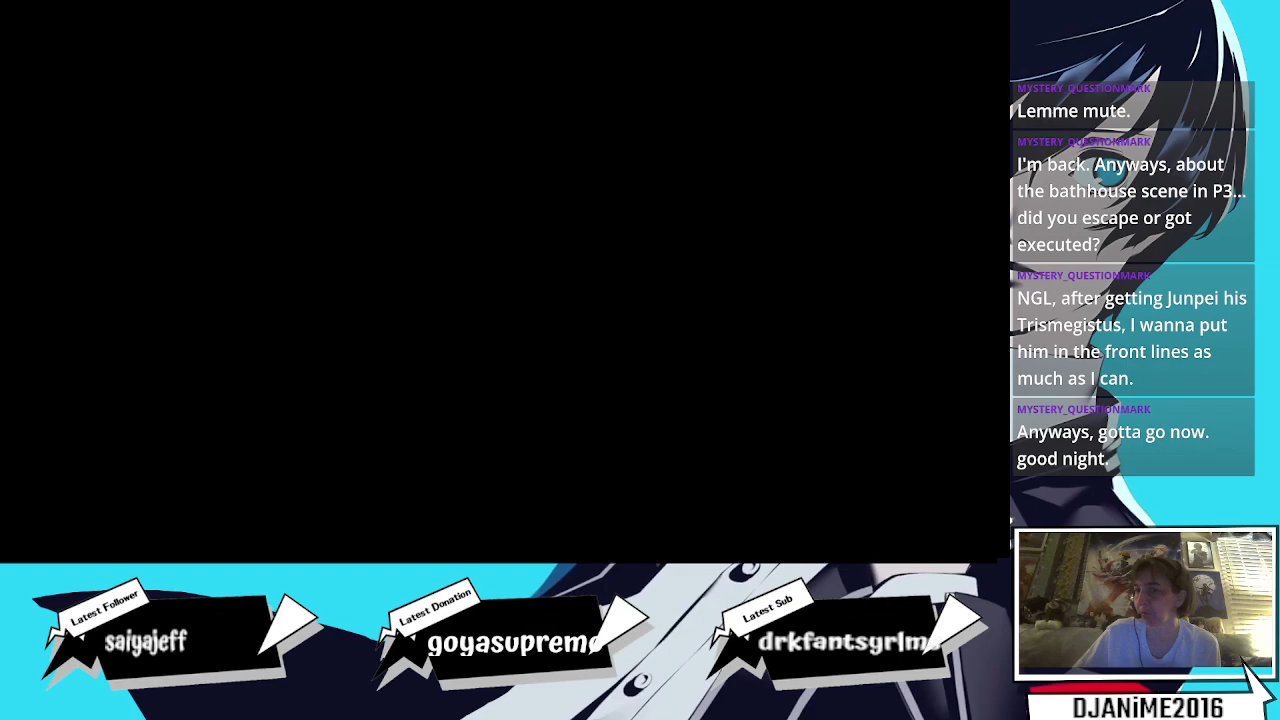 MYSTERY_QUESTIONMARK
Lemme mute.
MYSTERY_QUESTIONMARK
I'm back. Anyways, about
the bathhouse scene in P3...
did you escape or got
executed?
MYSTERY_QUESTIONMARK
NGL, after getting Junpei his
Trismegistus, I wanna put
him in the front lines as
much as I can.
MYSTERY_QUESTIONMARK
Anyways, gotta go now.
good night.
Latest Follower
saiyajeff
Latest Donation
goyasupreme
Latest Sub
DJANiME2016